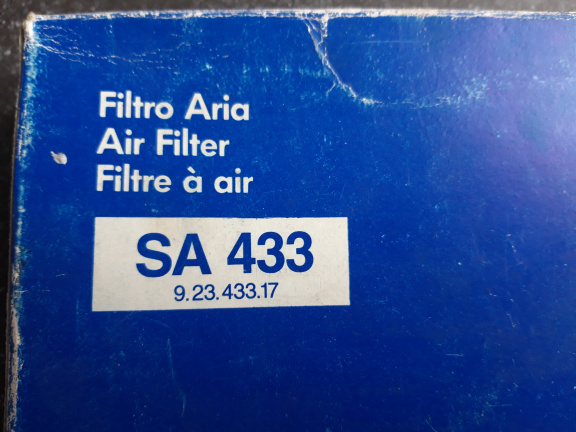 Filtro Aria
Air Filter
Filtre à air
SA 433
9.23.433.17